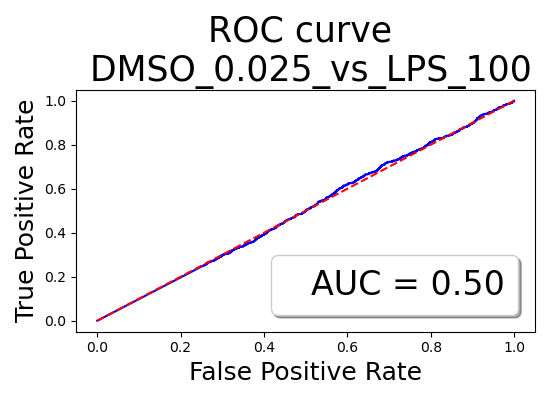 ROC curve
DMSO_0.025_vs_LPS_100
True Positive Rate
1.0
0.8
0.6
0.4
0.2
0.0
AUC = 0.50
0.0 0.2 0.4 0.6 0.8 1.0
False Positive Rate